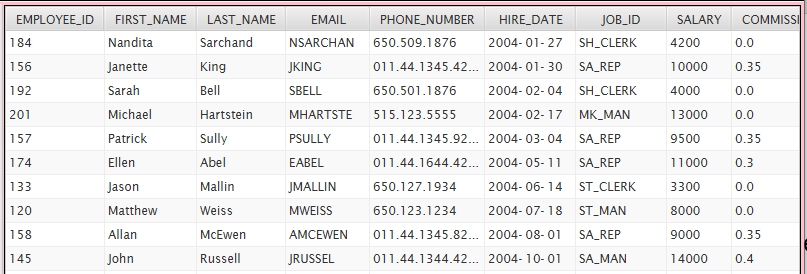 EMPLOYEE_ID FIRST_NAME LAST_NAME EMAIL PHONE_NUMBER HIRE_DATE JOB_ID SALARY COMMISSI
184 Nandita Sarchand NSARCHAN 650.509.1876 2004-01-27 SH_CLERK 4200 0.0
156 Janette King JKING 011.44.1345.42... 2004-01-30 SA_REP 10000 0.35
192 Sarah Bell SBELL 650.501.1876 2004-02-04 SH_CLERK 4000 0.0
201 Michael Hartstein MHARTSTE 515.123.5555 2004-02-17 MK_MAN 13000 0.0
157 Patrick Sully PSULLY 011.44.1345.92... 2004-03-04 SA_REP 9500 0.35
174 Ellen Abel EABEL 011.44.1644.42... 2004-05-11 SA_REP 11000 0.3
133 Jason Mallin JMALLIN 650.127.1934 2004-06-14 ST_CLERK 3300 0.0
120 Matthew Weiss MWEISS 650.123.1234 2004-07-18 ST_MAN 8000 0.0
158 Allan McEwen AMCEWEN 011.44.1345.82... 2004-08-01 SA_REP 9000 0.35
145 John Russell JRUSSEL 011.44.1344.42... 2004-10-01 SA_MAN 14000 0.4